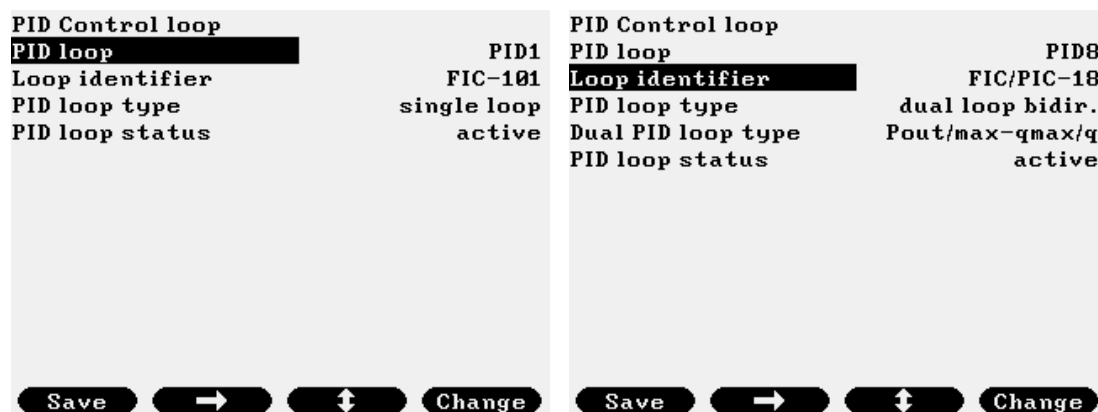 PID Control loop
PID loop PID1
Loop identifier FIC-101
PID loop type single loop
PID loop status active
Save Change
PID Control loop
PID loop PID8
Loop identifier FIC/PIC-18
PID loop type dual loop bidir.
Dual PID loop type Pout/max-qmax/q
PID loop status active
Save Change